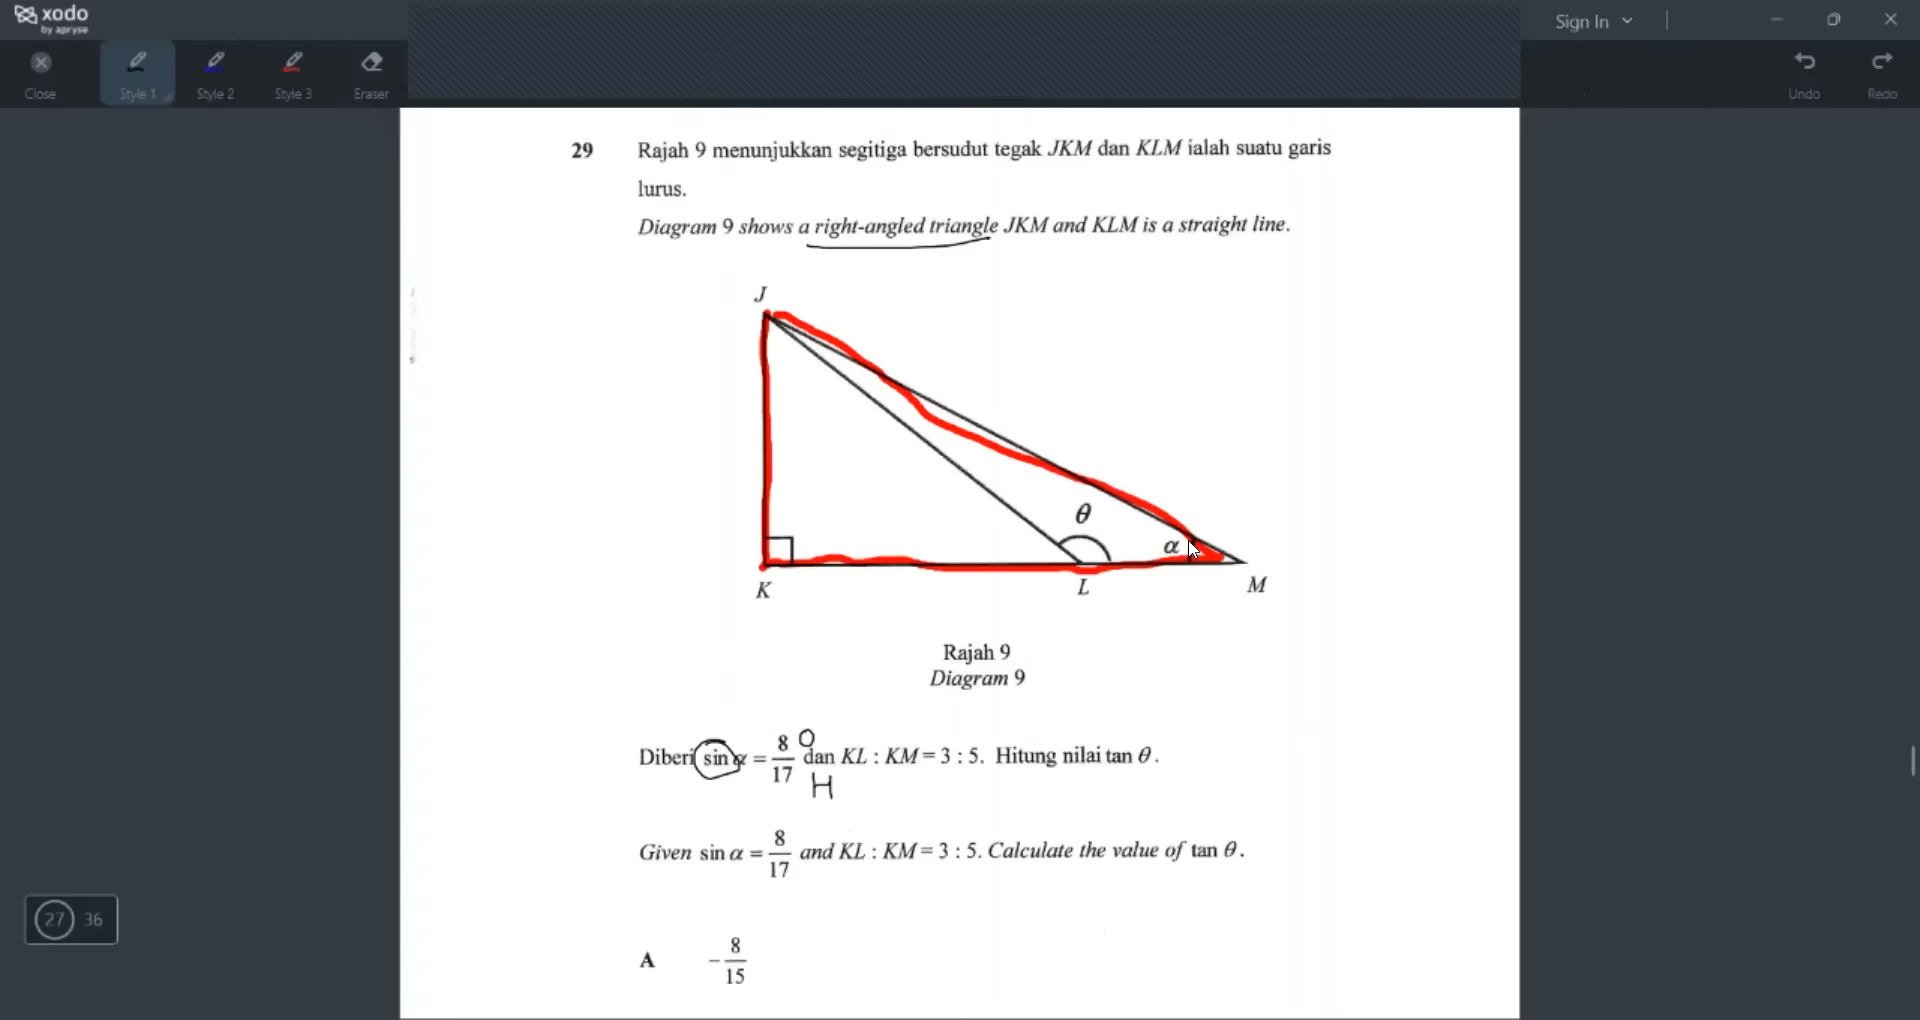 xodo
by apryse
Sign In
Close
Style 1
Style 2
Style 3
Eraser
Undo
Redo
29 Rajah 9 menunjukkan segitiga bersudut tegak JKM dan KLM ialah suatu garis
lurus.
Diagram 9 shows a right-angled triangle JKM and KLM is a straight line.
J
θ
α
K
L
M
Rajah 9
Diagram 9
Diberi sin α = 8/17 dan KL : KM = 3 : 5. Hitung nilai tan θ.
O
H
Given sin α = 8/17 and KL : KM = 3 : 5. Calculate the value of tan θ.
27 36
A -8/15